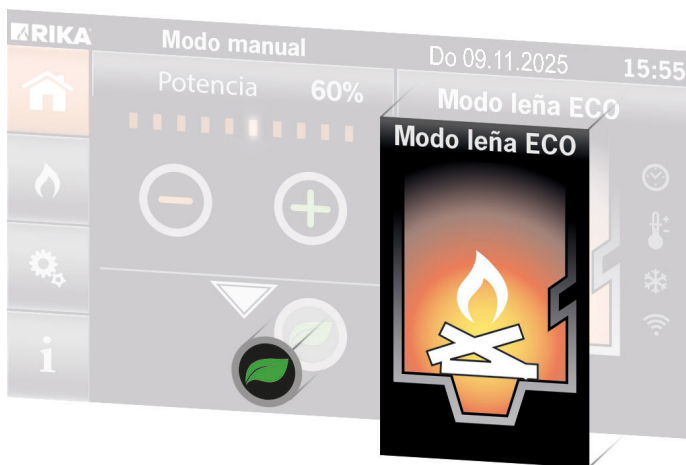 RIKA
Modo manual
Do 09.11.2025
15:55
Potencia
60%
Modo leña ECO
Modo leña ECO
i